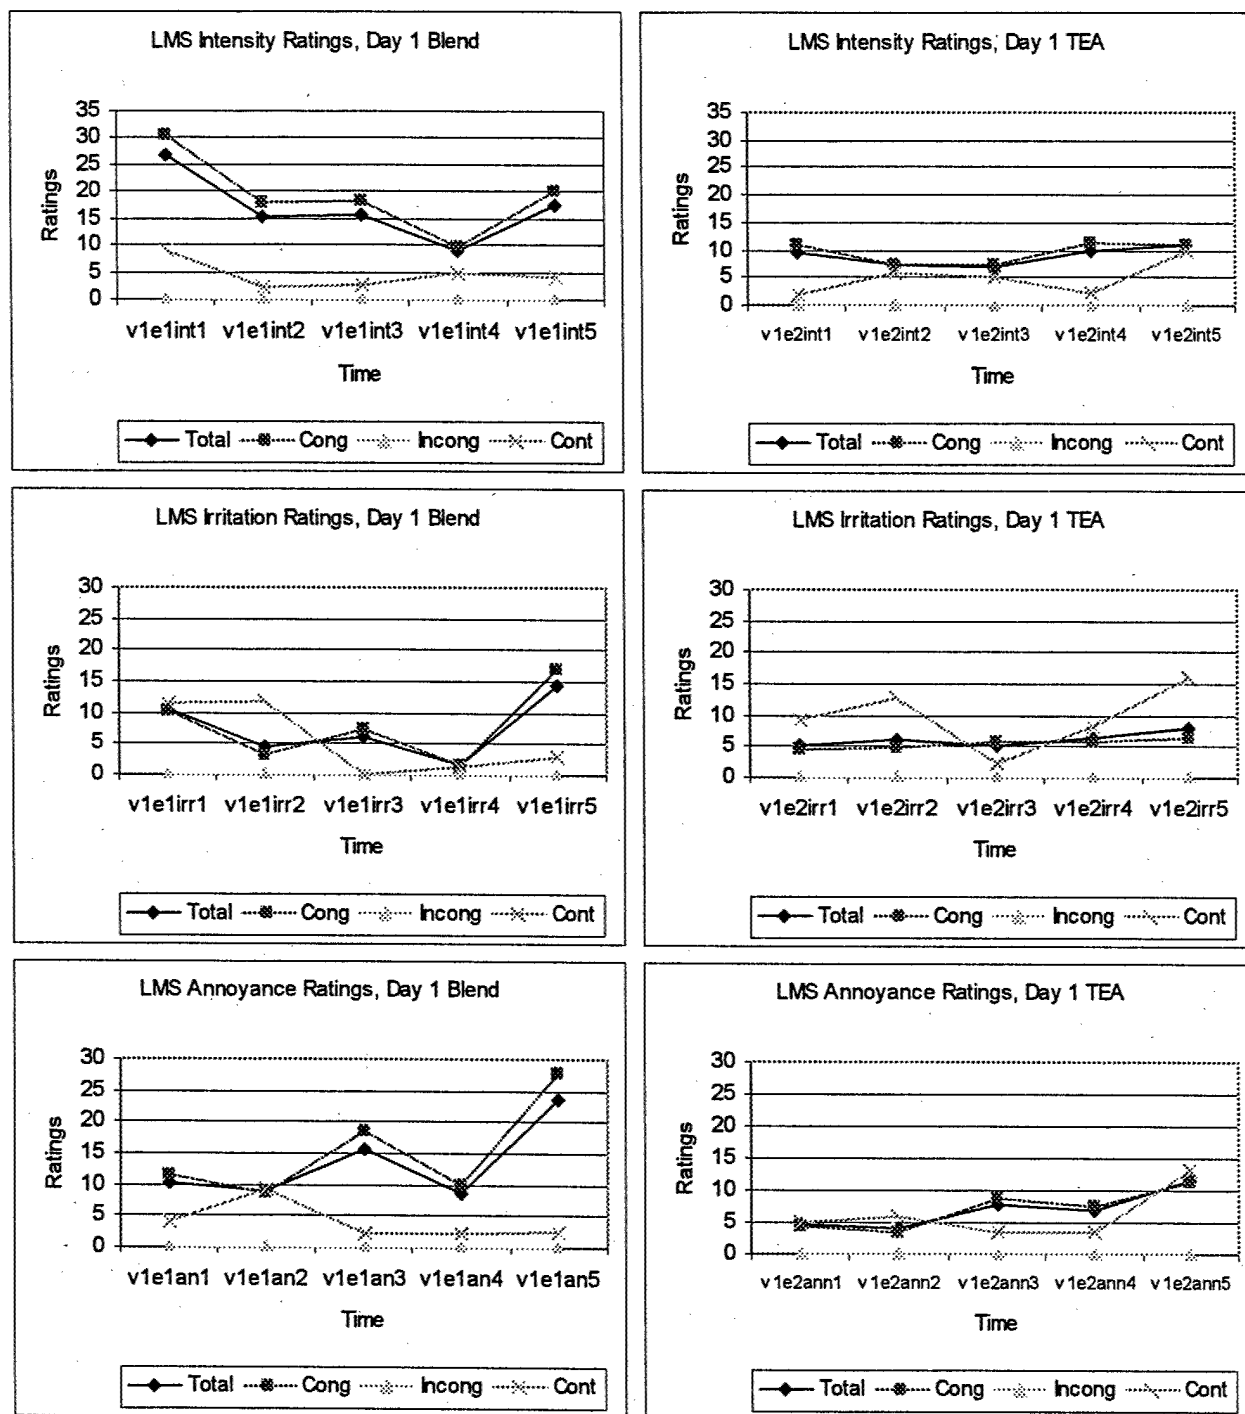 LMS Intensity Ratings, Day 1 Blend
35
30
25
20
15
10
5
0
Ratings
v1e1int1 v1e1int2 v1e1int3 v1e1int4 v1e1int5
Time
Total Cong Incong Cont
LMS Intensity Ratings, Day 1 TEA
35
30
25
20
15
10
5
0
Ratings
v1e2int1 v1e2int2 v1e2int3 v1e2int4 v1e2int5
Time
Total Cong Incong Cont
LMS Irritation Ratings, Day 1 Blend
30
25
20
15
10
5
0
Ratings
v1e1irr1 v1e1irr2 v1e1irr3 v1e1irr4 v1e1irr5
Time
Total Cong Incong Cont
LMS Irritation Ratings, Day 1 TEA
30
25
20
15
10
5
0
Ratings
v1e2irr1 v1e2irr2 v1e2irr3 v1e2irr4 v1e2irr5
Time
Total Cong Incong Cont
LMS Annoyance Ratings, Day 1 Blend
30
25
20
15
10
5
0
Ratings
v1e1an1 v1e1an2 v1e1an3 v1e1an4 v1e1an5
Time
Total Cong Incong Cont
LMS Annoyance Ratings, Day 1 TEA
30
25
20
15
10
5
0
Ratings
v1e2ann1 v1e2ann2 v1e2ann3 v1e2ann4 v1e2ann5
Time
Total Cong Incong Cont